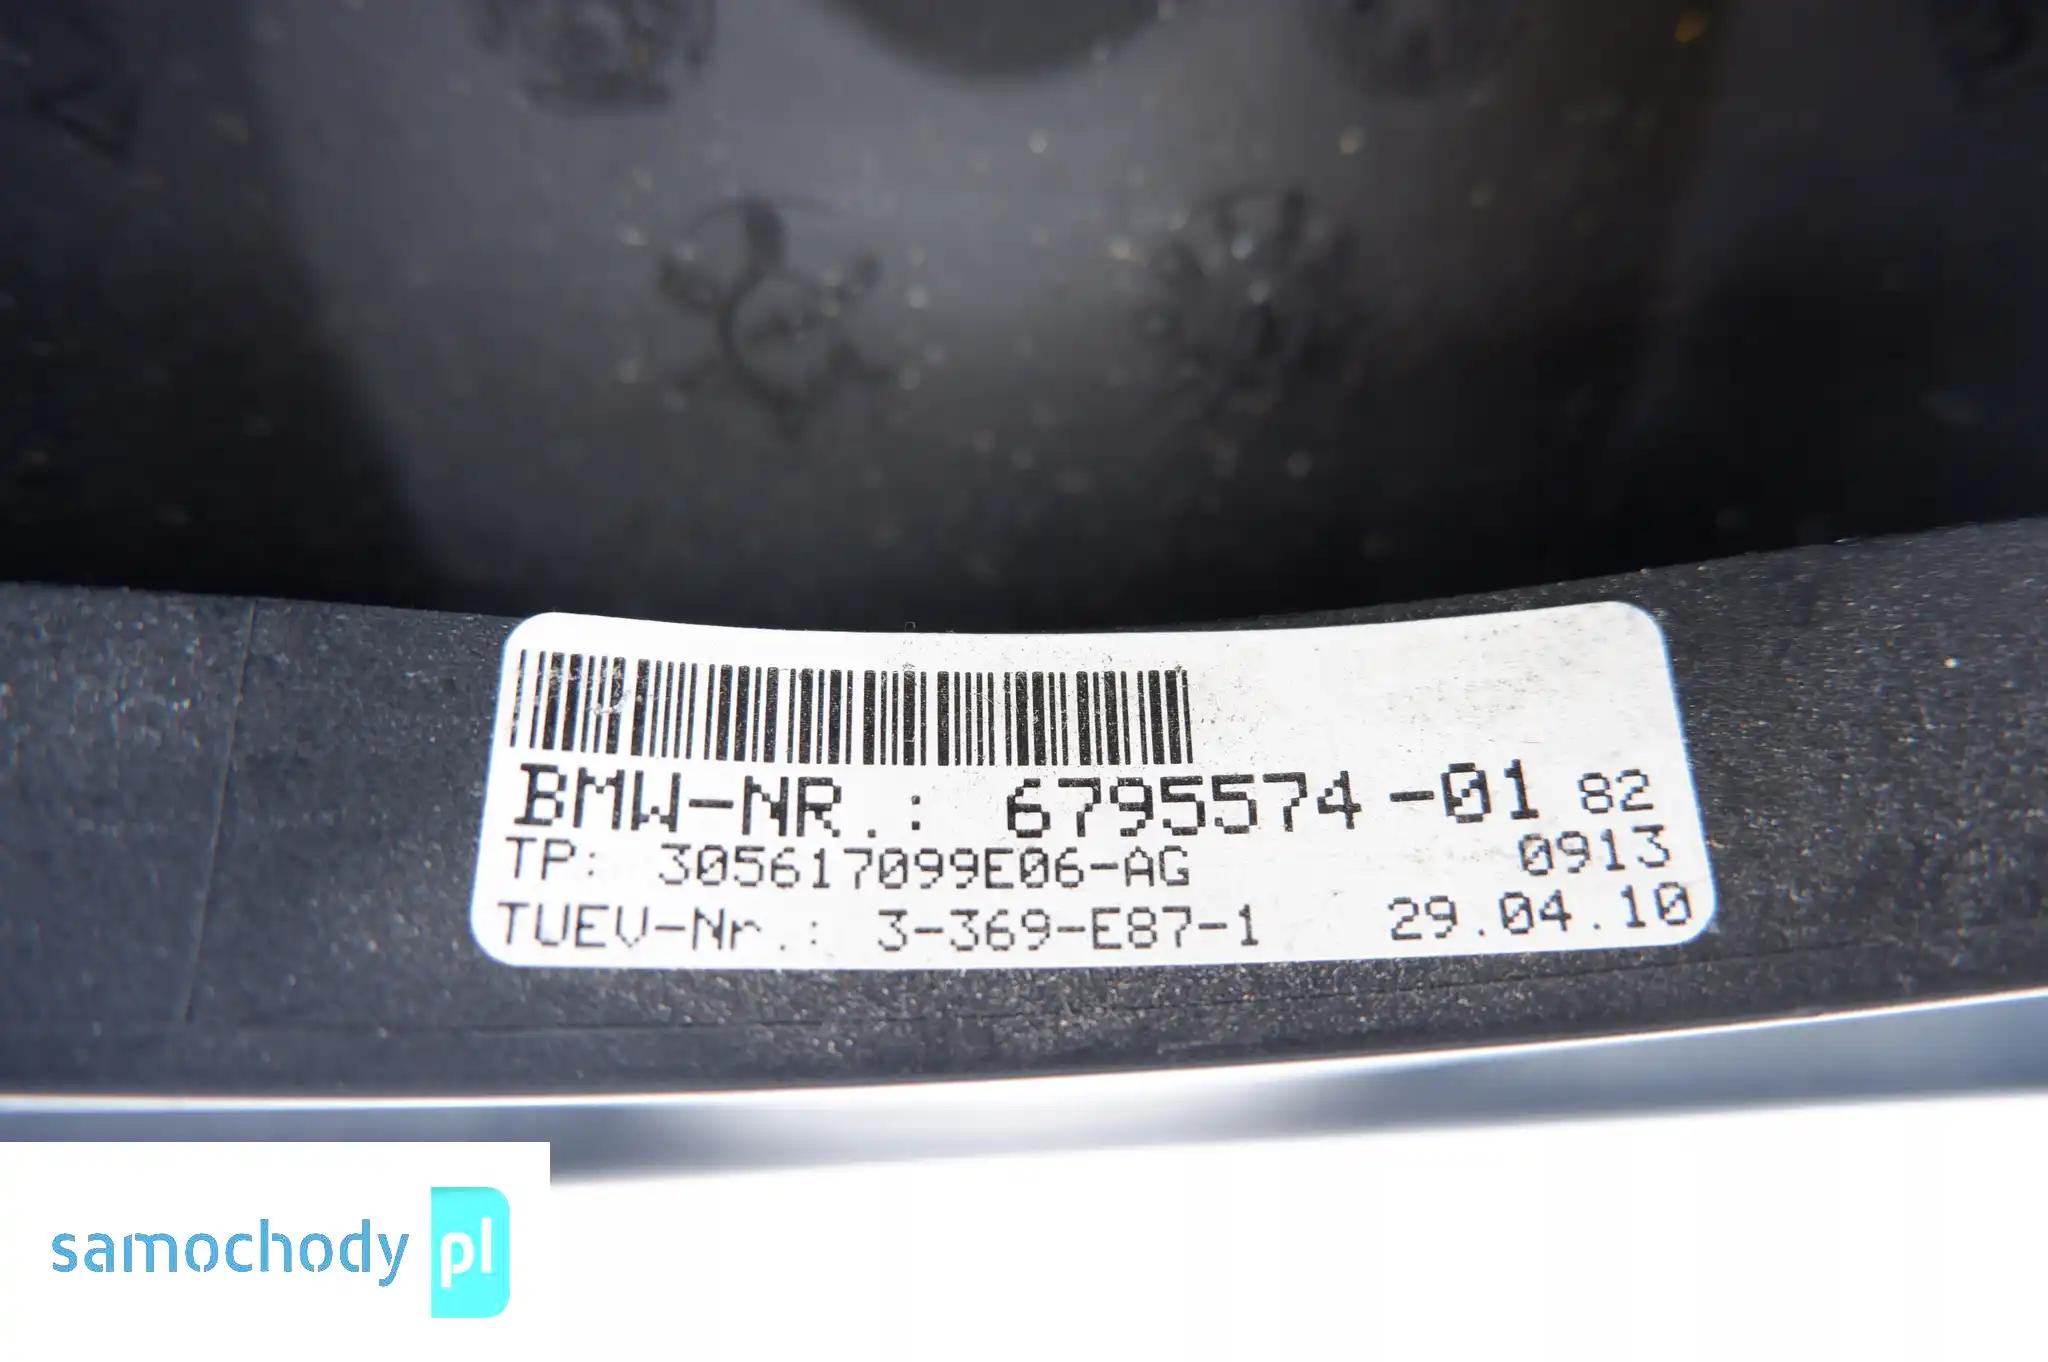 BMW-NR.: 6795574-01 82
TP: 305617099E06-AG 0913
TUEV-Nr.: 3-369-E87-1 29.04.10
samochody pl